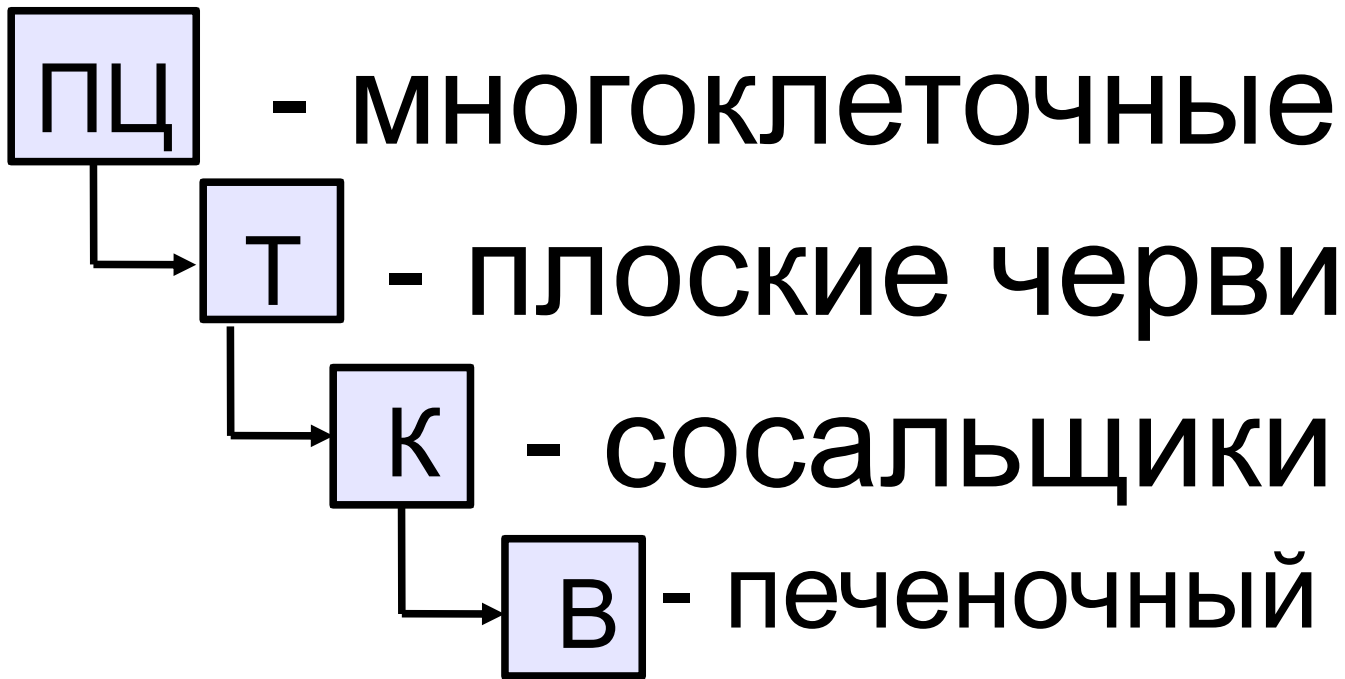 ПЦ - многоклеточные
Т - плоские черви
К - сосальщики
В - печеночный